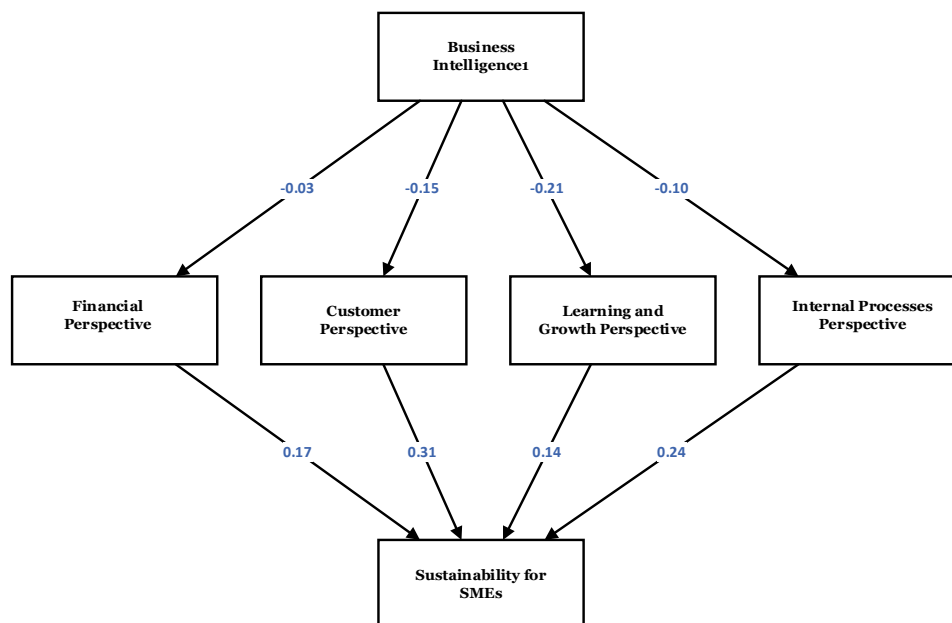 Business
Intelligence1
-0.03
-0.15
-0.21
-0.10
Financial
Perspective
Customer
Perspective
Learning and
Growth Perspective
Internal Processes
Perspective
0.17
0.31
0.14
0.24
Sustainability for
SMEs